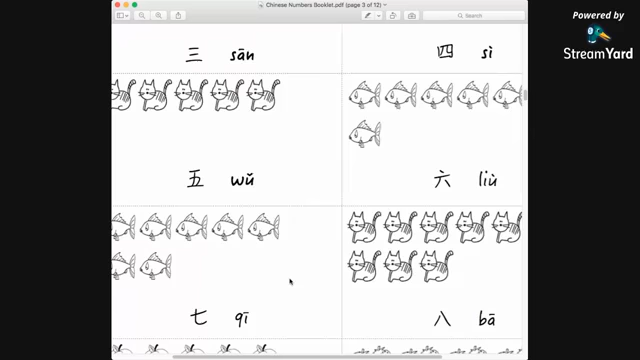 Chinese Numbers Booklet.pdf (page 3 of 12)
Search
Powered by
StreamYard
三 sān
四 sì
五 wǔ
六 liù
七 qī
八 bā